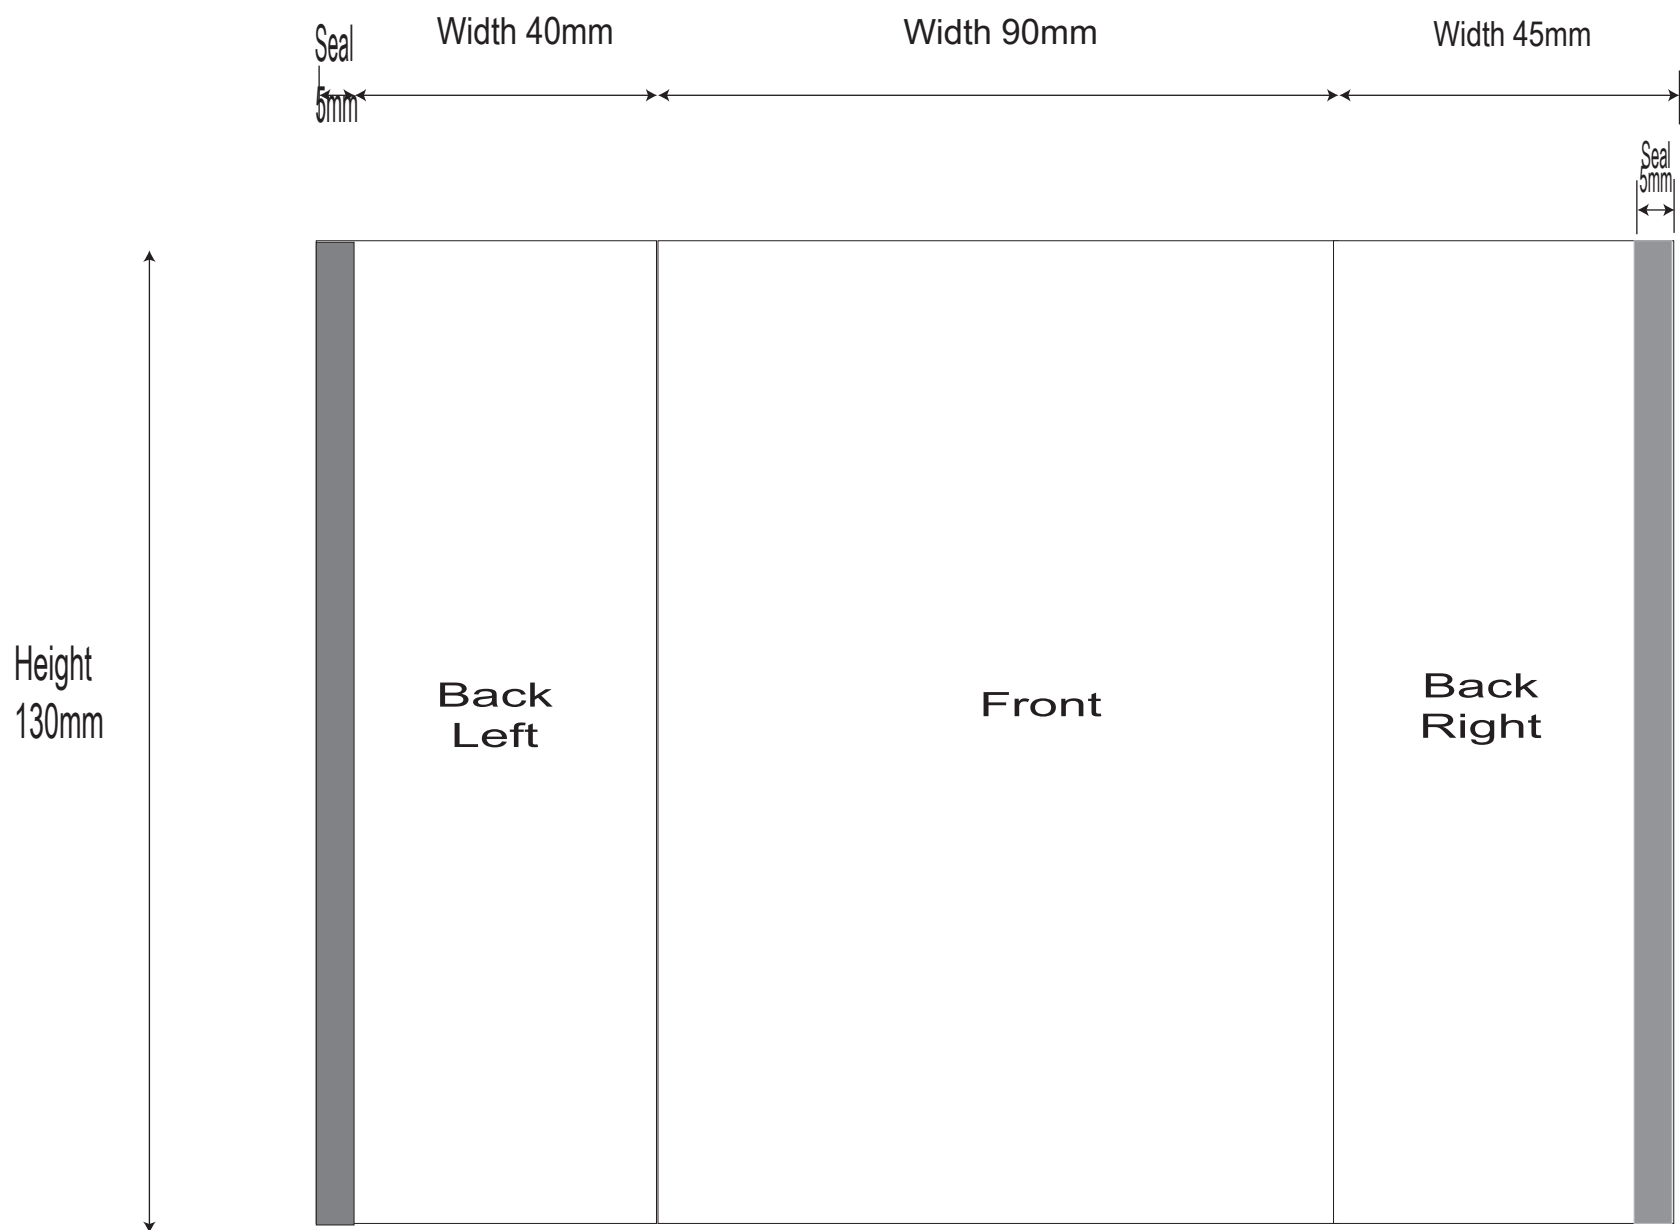 Seal
5mm
Width 40mm
Width 90mm
Width 45mm
Seal
5mm
Height
130mm
Back
Left
Front
Back
Right